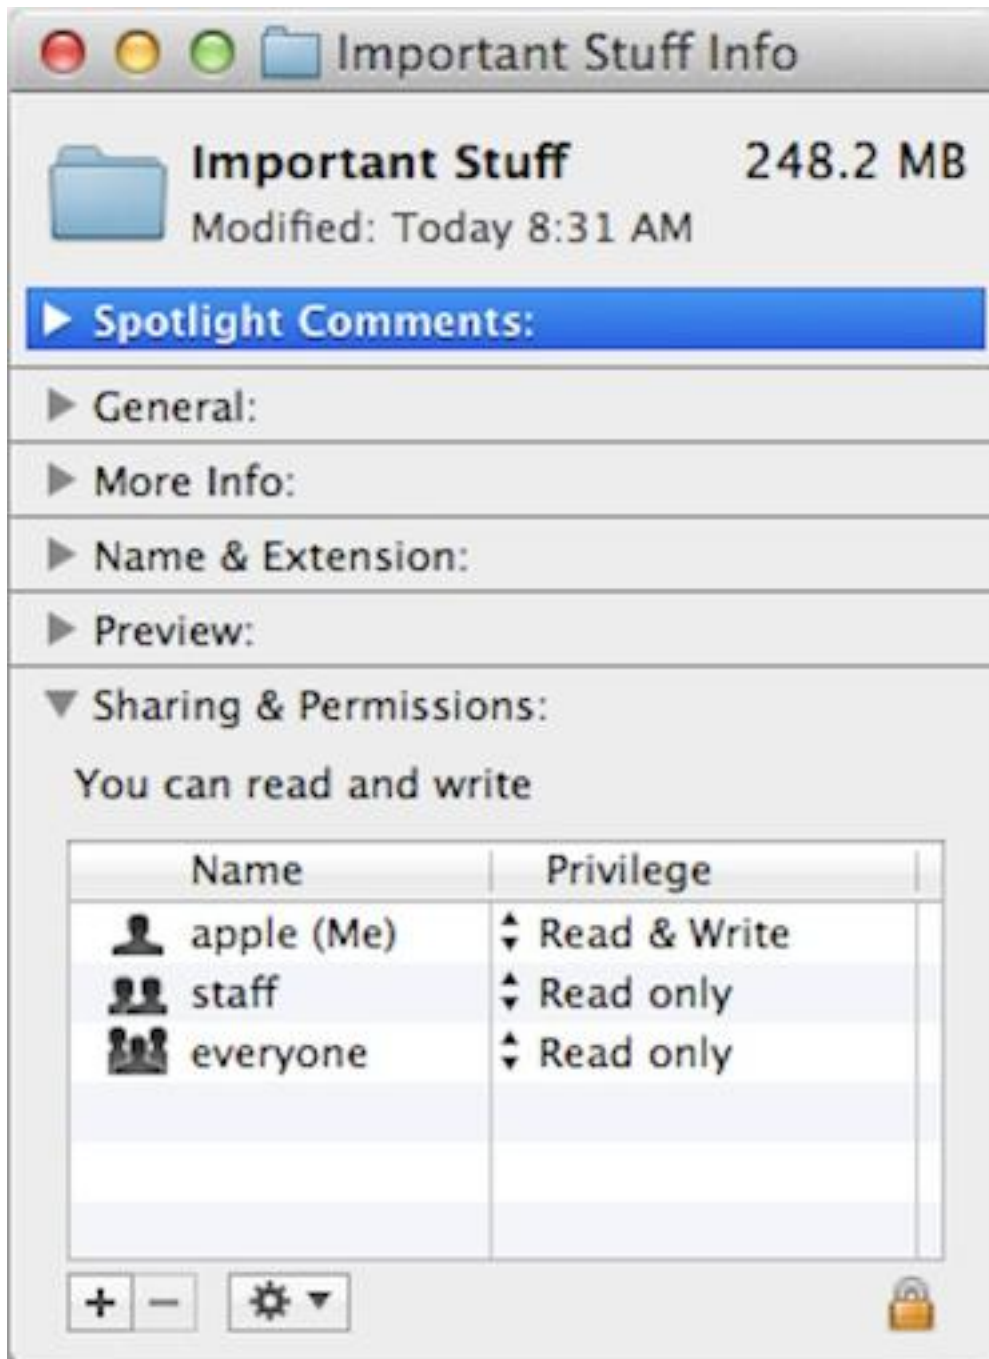 Important Stuff Info
Important Stuff 248.2 MB
Modified: Today 8:31 AM
Spotlight Comments:
General:
More Info:
Name & Extension:
Preview:
Sharing & Permissions:
You can read and write
Name Privilege
apple (Me) Read & Write
staff Read only
everyone Read only